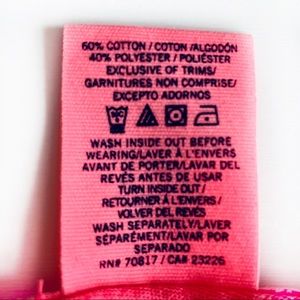 60% COTTON / COTON / ALGODÓN
40% POLYESTER / POLIÉSTER
EXCLUSIVE OF TRIMS/
GARNITURES NON COMPRISE/
EXCEPTO ADORNOS
WASH INSIDE OUT BEFORE
WEARING/LAVER À L'ENVERS
AVANT DE PORTER/LAVAR DEL
REVÉS ANTES DE USAR
TURN INSIDE OUT /
RETOURNER À L'ENVERS /
VOLVER DEL REVÉS
WASH SEPARATELY/LAVER
SÉPARÉMENT/LAVAR POR
SEPARADO
RN# 70817 / CA# 23226